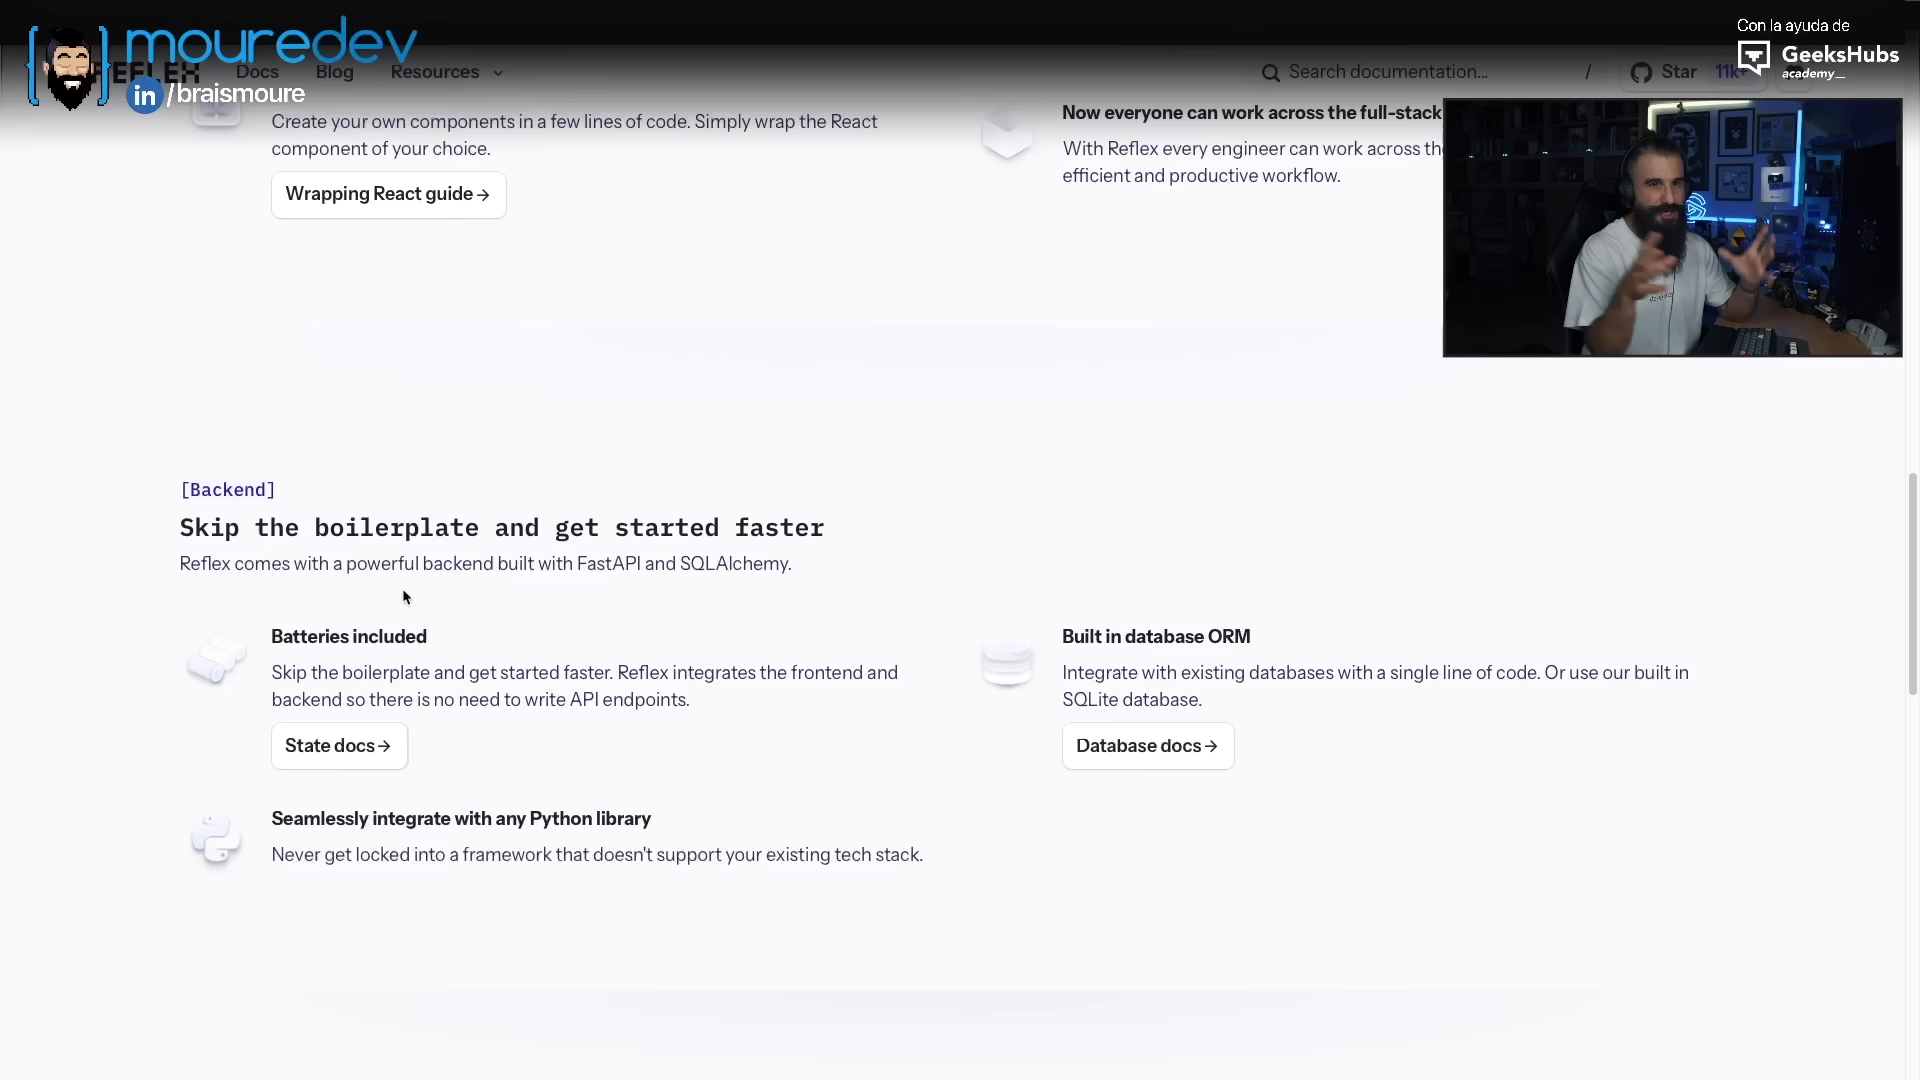 mouredev
in /braismoure
Docs
Blog
Resources
Search documentation...
/
Star
11k+
Con la ayuda de
GeeksHubs
academy_
Create your own components in a few lines of code. Simply wrap the React
component of your choice.
Wrapping React guide →
Now everyone can work across the full-stack
With Reflex every engineer can work across
efficient and productive workflow.
[Backend]
Skip the boilerplate and get started faster
Reflex comes with a powerful backend built with FastAPI and SQLAlchemy.
Batteries included
Skip the boilerplate and get started faster. Reflex integrates the frontend and
backend so there is no need to write API endpoints.
State docs →
Built in database ORM
Integrate with existing databases with a single line of code. Or use our built in
SQLite database.
Database docs →
Seamlessly integrate with any Python library
Never get locked into a framework that doesn't support your existing tech stack.